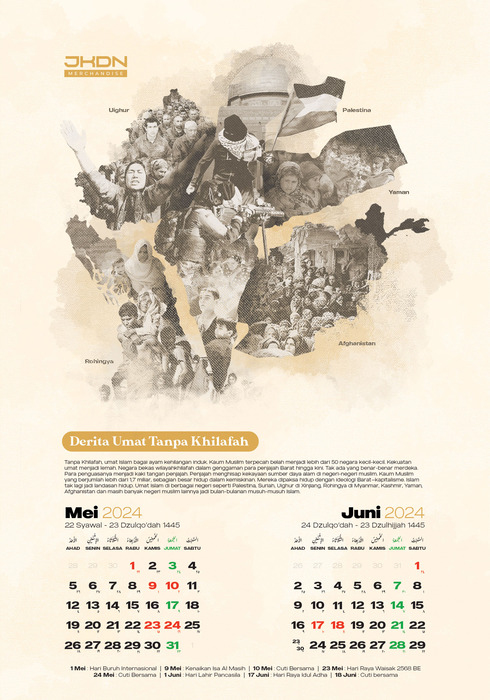 JKDN
MERCHANDISE
Uighur
Palestina
Yaman
Afghanistan
Rohingya
Derita Umat Tanpa Khilafah
Tanpa Khilafah, umat Islam bagai ayam kehilangan induk. Kaum Muslim terpecah belah menjadi lebih dari 50 negara kecil-kecil. Kekuatan
umat menjadi lemah. Negara bekas wilayah khilafah dalam genggaman para penjajah Barat hingga kini. Tak ada yang benar-benar merdeka.
Para penguasanya menjadi kaki tangan penjajah. Penjajah menghisap kekayaan sumber daya alam di negeri-negeri muslim. Kaum Muslim
yang berjumlah lebih dari 1.7 miliar, sebagian besar hidup dalam kemiskinan. Mereka dipaksa hidup dengan ideologi Barat -kapitalisme. Islam
tak lagi jadi landasan hidup. Umat Islam di berbagai negeri seperti Palestina, Suriah, Uighur di Xinjiang, Rohingya di Myanmar, Kashmir, Yaman,
Afghanistan dan masih banyak negeri muslim lainnya jadi bulan-bulanan musuh-musuh Islam.
Mei 2024
22 Syawal - 23 Dzulqo'dah 1445
AHAD SENIN SELASA RABU KAMIS JUMAT SABTU
28 29 30 1 2 3 4
5 6 7 8 9 10 11
12 13 14 15 16 17 18
19 20 21 22 23 24 25
26 27 28 29 30 31
Juni 2024
24 Dzulqo'dah - 23 Dzulhijjah 1445
AHAD SENIN SELASA RABU KAMIS JUMAT SABTU
1
2 3 4 5 6 7 8
9 10 11 12 13 14 15
16 17 18 19 20 21 22
23 30 24 25 26 27 28 29
1 Mei : Hari Buruh Internasional | 9 Mei : Kenaikan Isa Al Masih | 10 Mei : Cuti Bersama | 23 Mei : Hari Raya Waisak 2568 BE
24 Mei : Cuti Bersama | 1 Juni : Hari Lahir Pancasila | 17 Juni : Hari Raya Idul Adha | 18 Juni : Cuti bersama